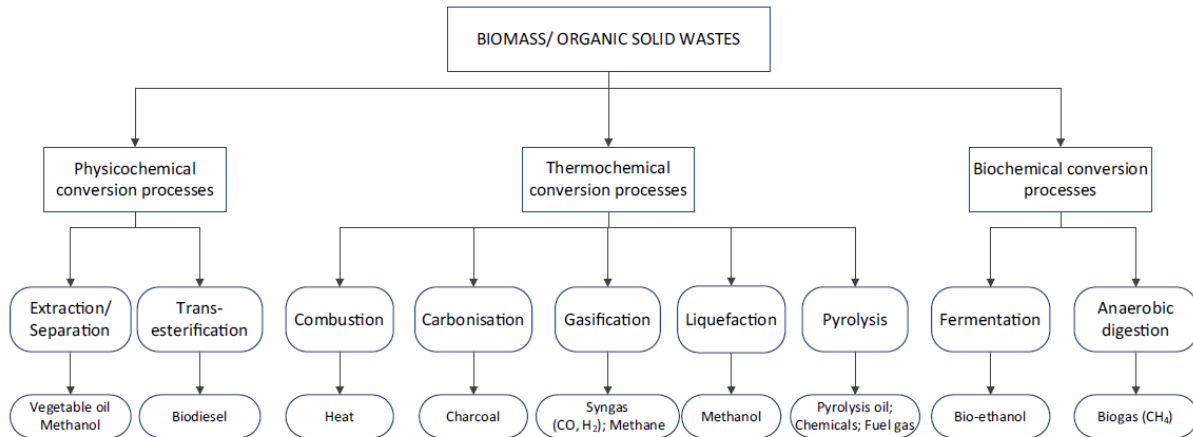 BIOMASS/ ORGANIC SOLID WASTES
Physicochemical
conversion processes
Thermochemical
conversion processes
Biochemical conversion
processes
Extraction/
Separation
Trans-
esterification
Combustion
Carbonisation
Gasification
Liquefaction
Pyrolysis
Fermentation
Anaerobic
digestion
Vegetable oil
Methanol
Biodiesel
Heat
Charcoal
Syngas
(CO, H₂); Methane
Methanol
Pyrolysis oil;
Chemicals; Fuel gas
Bio-ethanol
Biogas (CH₄)